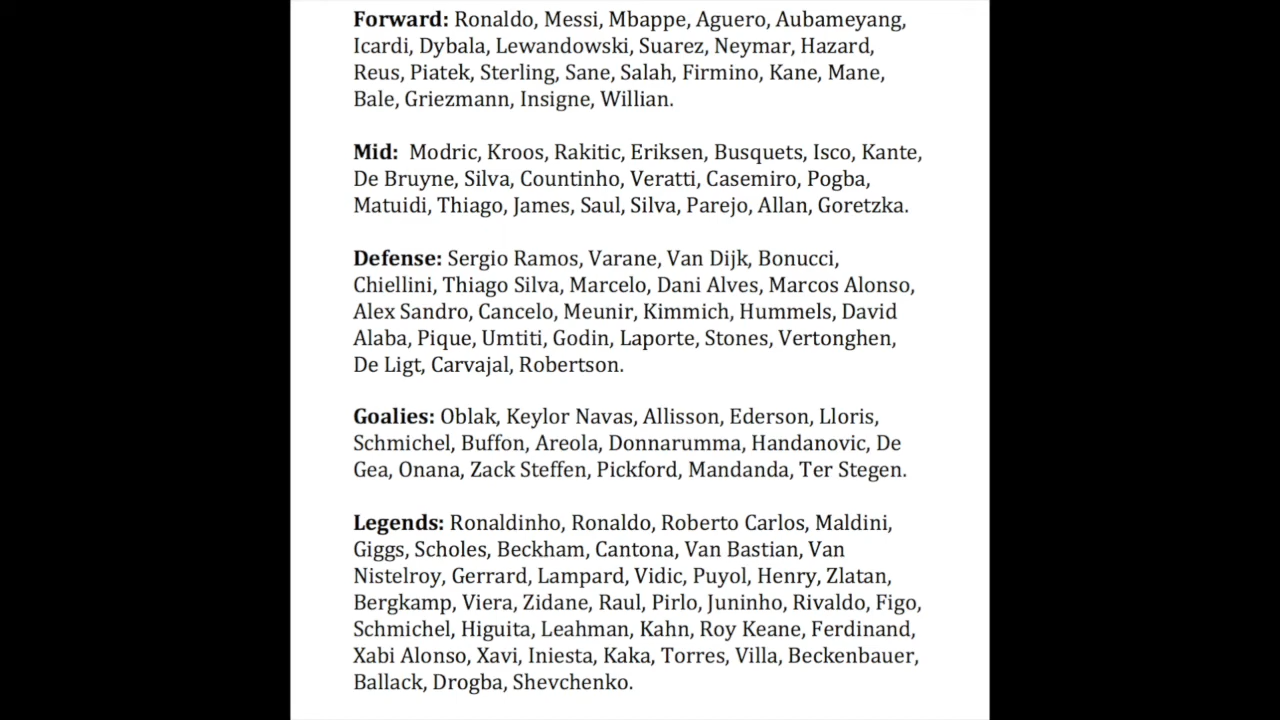 Forward: Ronaldo, Messi, Mbappe, Aguero, Aubameyang,
Icardi, Dybala, Lewandowski, Suarez, Neymar, Hazard,
Reus, Piatek, Sterling, Sane, Salah, Firmino, Kane, Mane,
Bale, Griezmann, Insigne, Willian.
Mid: Modric, Kroos, Rakitic, Eriksen, Busquets, Isco, Kante,
De Bruyne, Silva, Countinho, Veratti, Casemiro, Pogba,
Matuidi, Thiago, James, Saul, Silva, Parejo, Allan, Goretzka.
Defense: Sergio Ramos, Varane, Van Dijk, Bonucci,
Chiellini, Thiago Silva, Marcelo, Dani Alves, Marcos Alonso,
Alex Sandro, Cancelo, Meunir, Kimmich, Hummels, David
Alaba, Pique, Umtiti, Godin, Laporte, Stones, Vertonghen,
De Ligt, Carvajal, Robertson.
Goalies: Oblak, Keylor Navas, Allisson, Ederson, Lloris,
Schmichel, Buffon, Areola, Donnarumma, Handanovic, De
Gea, Onana, Zack Steffen, Pickford, Mandanda, Ter Stegen.
Legends: Ronaldinho, Ronaldo, Roberto Carlos, Maldini,
Giggs, Scholes, Beckham, Cantona, Van Bastian, Van
Nistelroy, Gerrard, Lampard, Vidic, Puyol, Henry, Zlatan,
Bergkamp, Viera, Zidane, Raul, Pirlo, Juninho, Rivaldo, Figo,
Schmichel, Higuita, Leahman, Kahn, Roy Keane, Ferdinand,
Xabi Alonso, Xavi, Iniesta, Kaka, Torres, Villa, Beckenbauer,
Ballack, Drogba, Shevchenko.